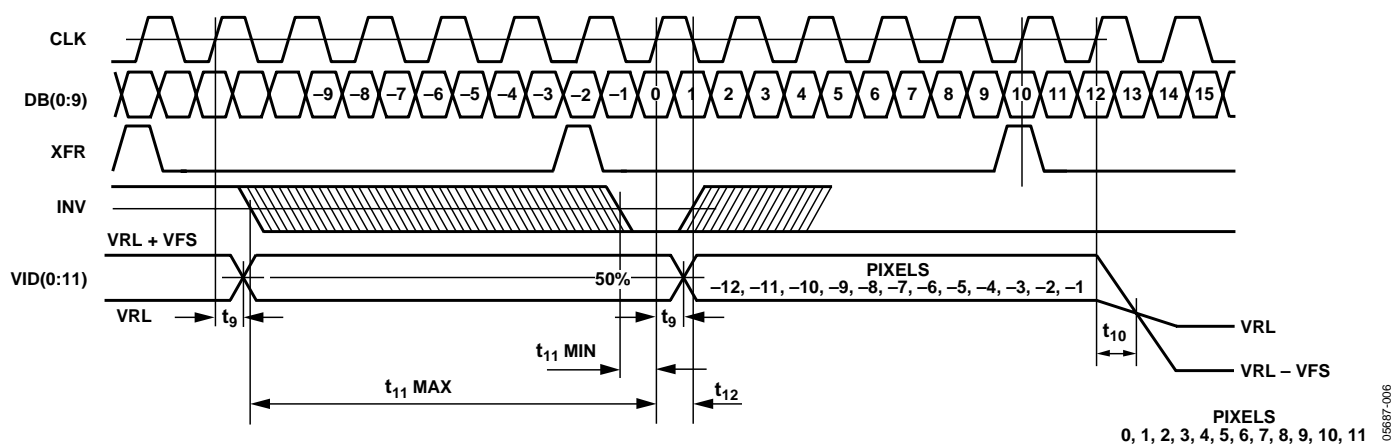 CLK
DB(0:9) –9 –8 –7 –6 –5 –4 –3 –2 –1 0 1 2 3 4 5 6 7 8 9 10 11 12 13 14 15
XFR
INV
VRL + VFS
VID(0:11)
50%
PIXELS
–12, –11, –10, –9, –8, –7, –6, –5, –4, –3, –2, –1
VRL
t9
t9
t10
VRL
t11 MIN
VRL – VFS
t11 MAX
t12
PIXELS
0, 1, 2, 3, 4, 5, 6, 7, 8, 9, 10, 11
05687-006